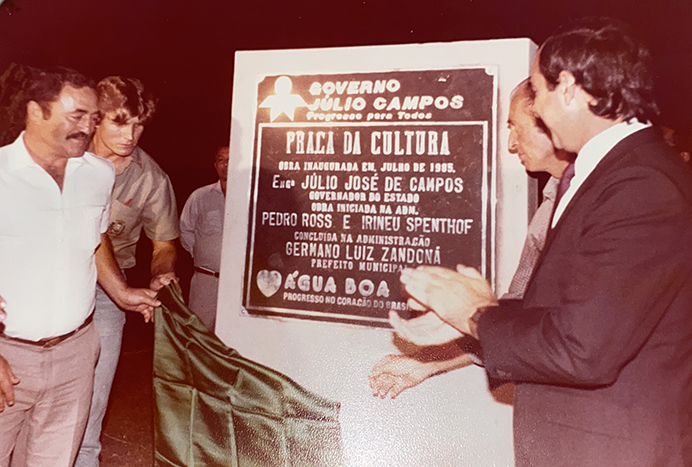 GOVERNO
JÚLIO CAMPOS
Progresso para Todos
PRAÇA DA CULTURA
OBRA INAUGURADA EM, JULHO DE 1985.
ENGº JÚLIO JOSÉ DE CAMPOS
GOVERNADOR DO ESTADO
OBRA INICIADA NA ADM.
PEDRO ROSS E IRINEU SPENTHOF
CONCLUIDA NA ADMINISTRAÇÃO
GERMANO LUIZ ZANDONÁ
PREFEITO MUNICIPAL
ÁGUA BOA
PROGRESSO NO CORAÇÃO DO BRASIL